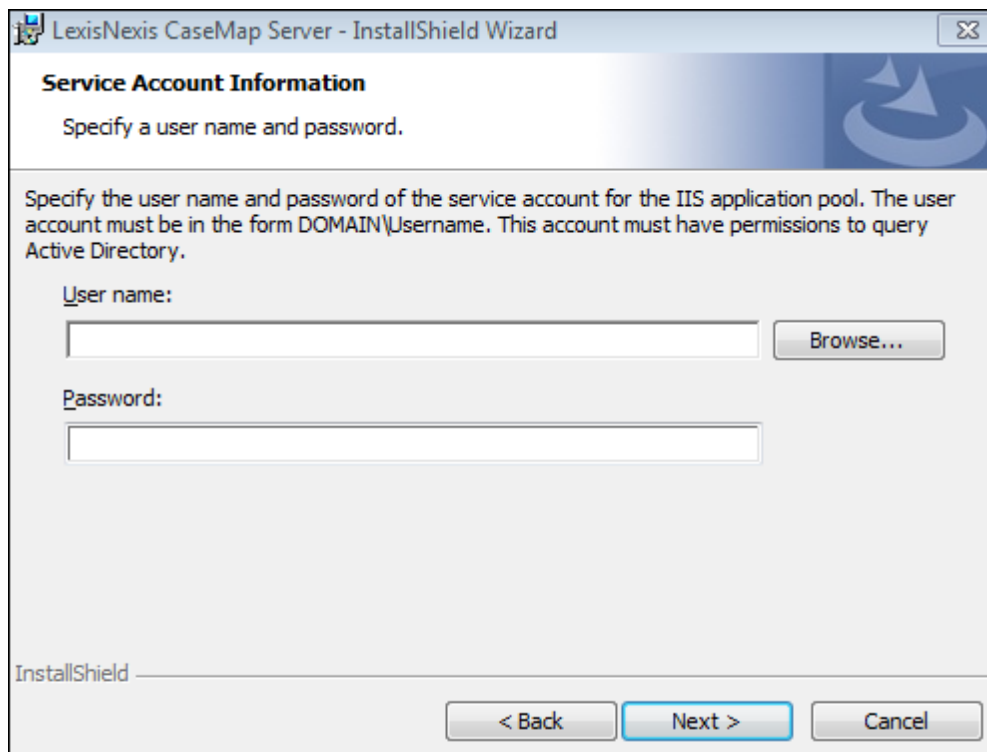 LexisNexis CaseMap Server - InstallShield Wizard
Service Account Information
Specify a user name and password.
Specify the user name and password of the service account for the IIS application pool. The user
account must be in the form DOMAIN\Username. This account must have permissions to query
Active Directory.
User name:
Browse...
Password:
InstallShield
< Back
Next >
Cancel